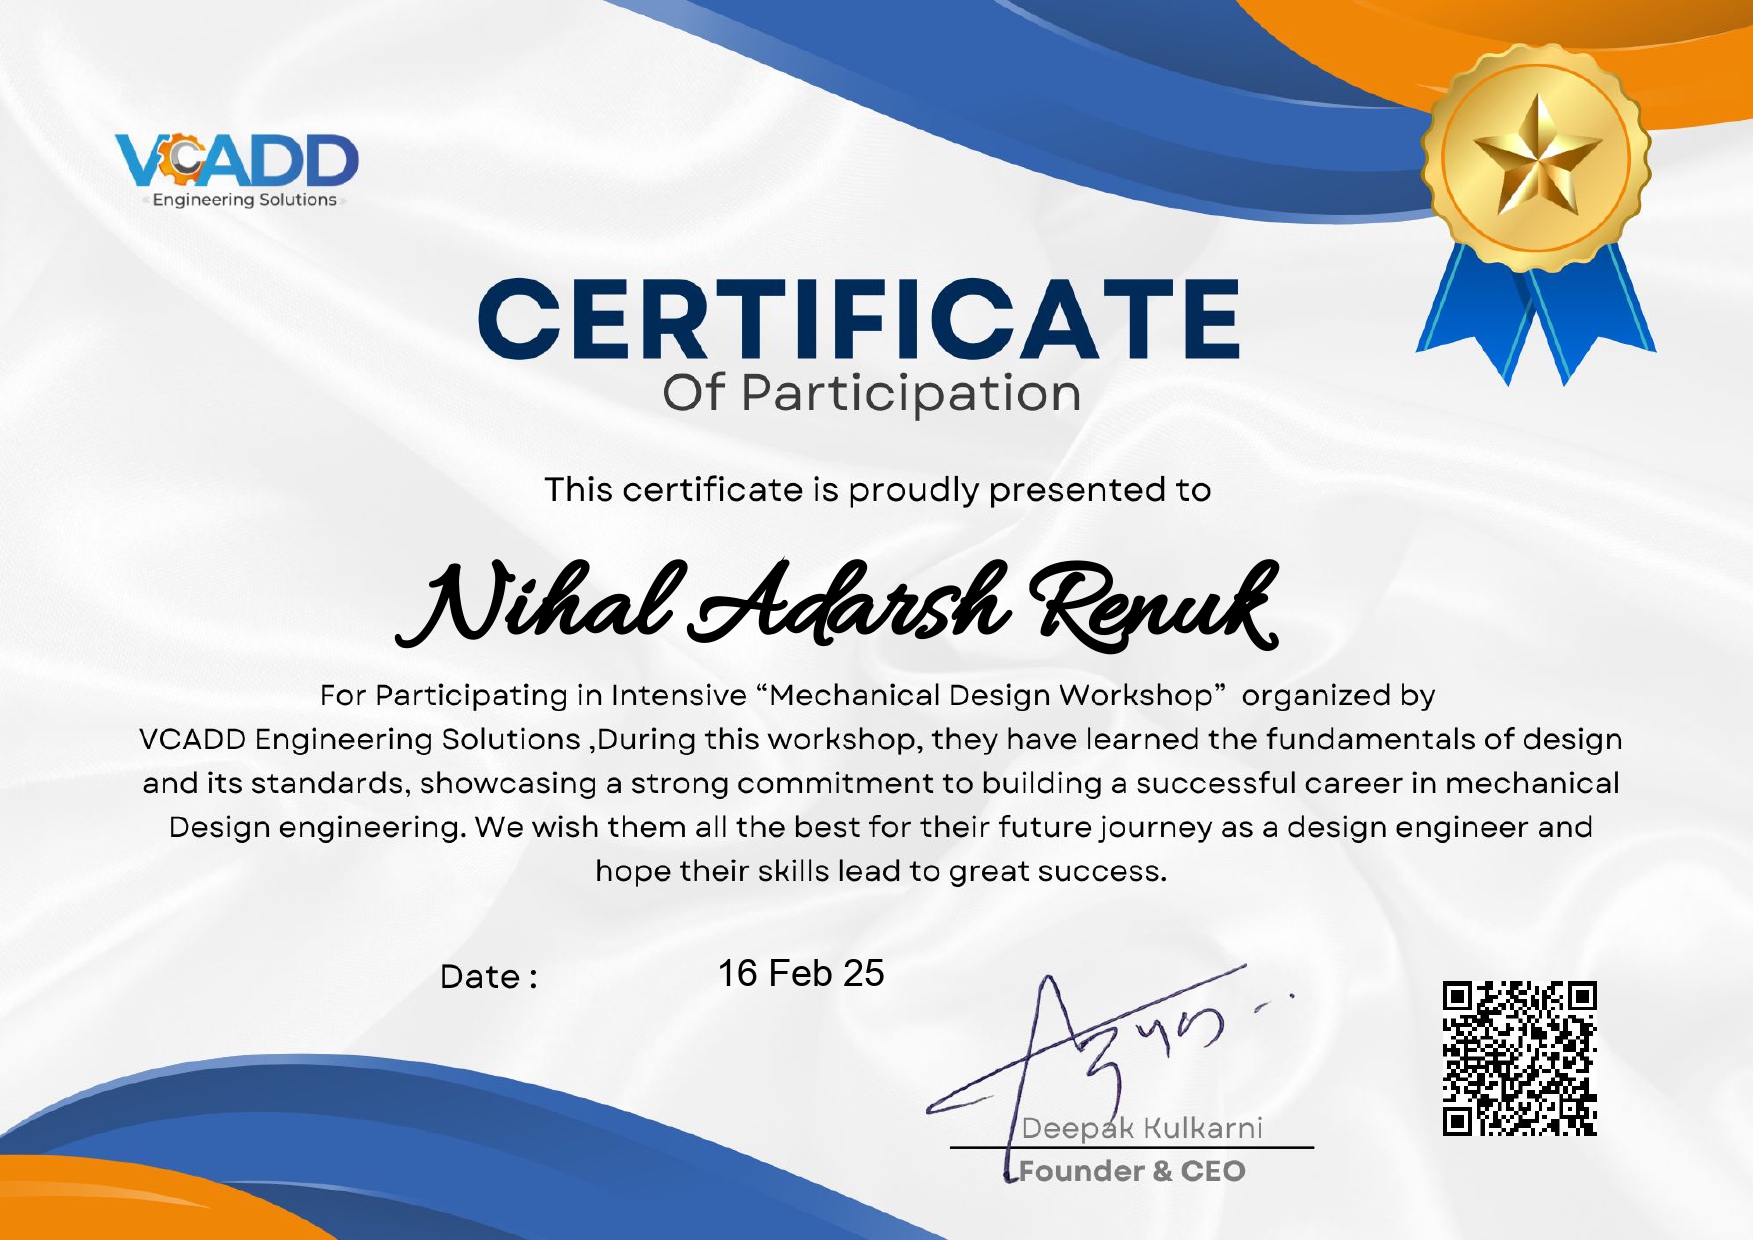 VCADD
Engineering Solutions
CERTIFICATE
Of Participation
This certificate is proudly presented to
Nihal Adarsh Renuk
For Participating in Intensive “Mechanical Design Workshop”  organized by
VCADD Engineering Solutions ,During this workshop, they have learned the fundamentals of design
and its standards, showcasing a strong commitment to building a successful career in mechanical
Design engineering. We wish them all the best for their future journey as a design engineer and
hope their skills lead to great success.
Date : 16 Feb 25
Deepak Kulkarni
Founder & CEO